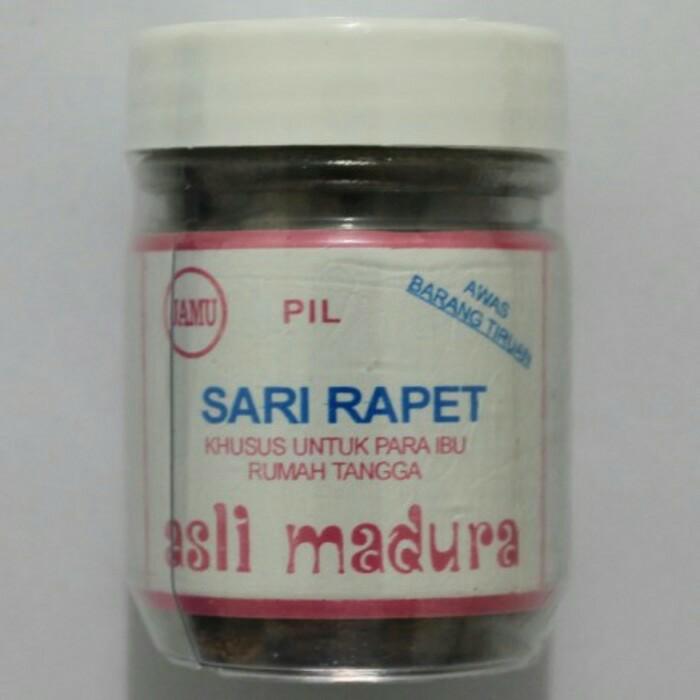 JAMU
PIL
AWAS
BARANG TIRUAN
SARI RAPET
KHUSUS UNTUK PARA IBU
RUMAH TANGGA
asli madura